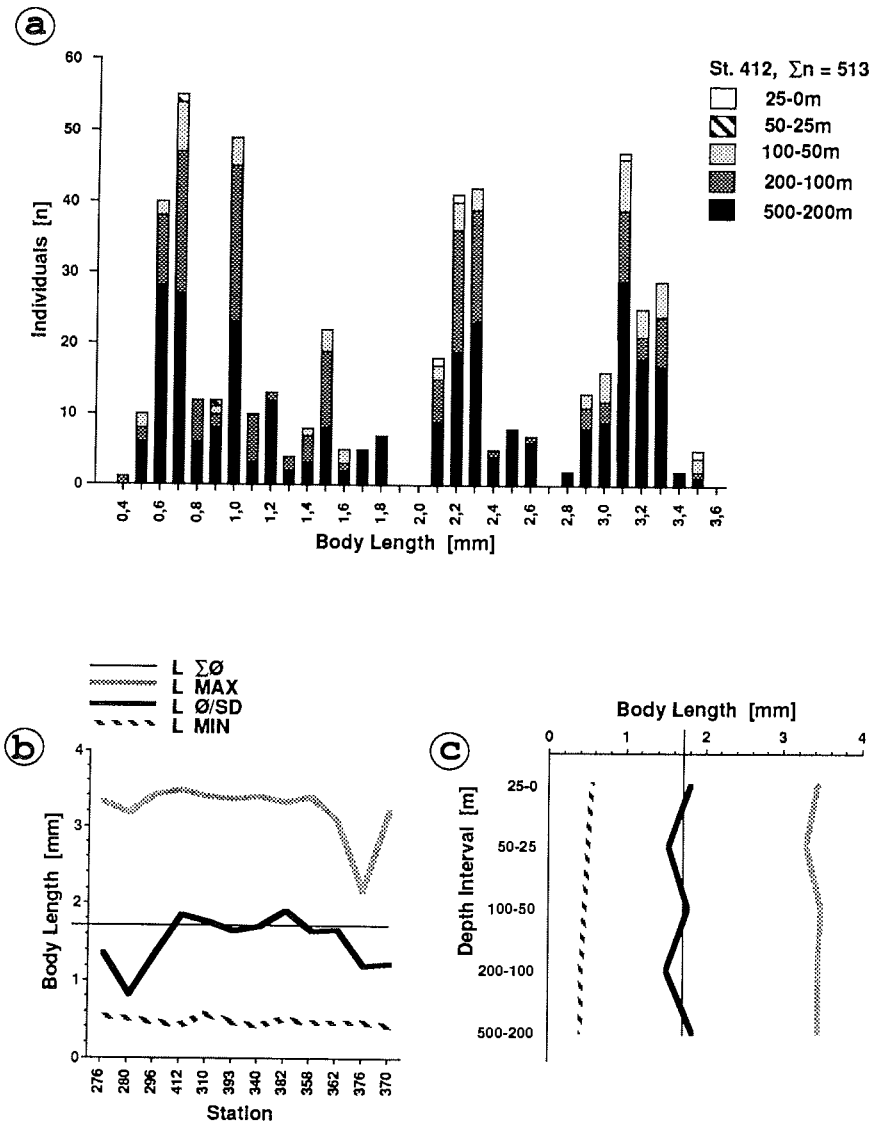 a
60
50
40
30
20
10
0
Individuals [n]
St. 412, Σn = 513
25-0m
50-25m
100-50m
200-100m
500-200m
0,4 0,6 0,8 1,0 1,2 1,4 1,6 1,8 2,0 2,2 2,4 2,6 2,8 3,0 3,2 3,4 3,6
Body Length [mm]
L ΣØ
L MAX
L Ø/SD
L MIN
b
4
3
2
1
0
Body Length [mm]
276 280 296 412 310 393 340 382 358 362 376 370
Station
c
Body Length [mm]
0 1 2 3 4
Depth Interval [m]
25-0
50-25
100-50
200-100
500-200